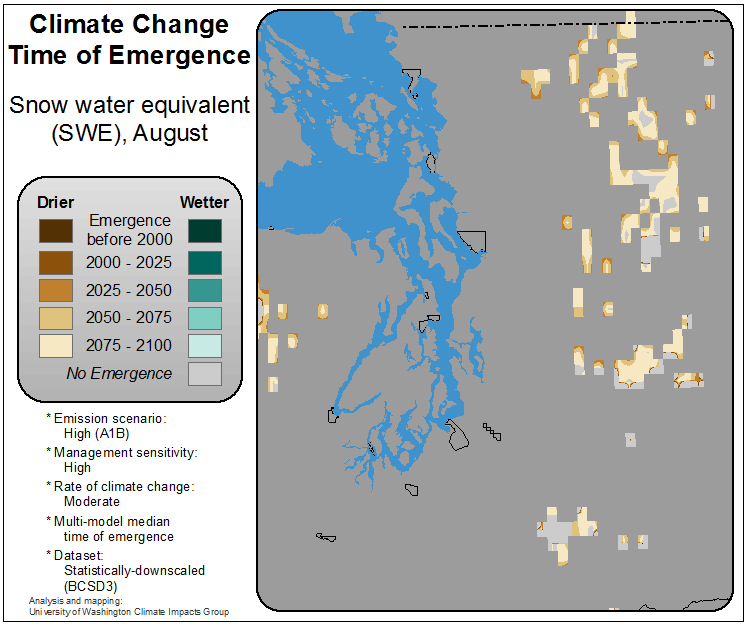 Climate Change
Time of Emergence
Snow water equivalent
(SWE), August
Drier Wetter
Emergence
before 2000
2000 - 2025
2025 - 2050
2050 - 2075
2075 - 2100
No Emergence
* Emission scenario:
High (A1B)
* Management sensitivity:
High
* Rate of climate change:
Moderate
* Multi-model median
time of emergence
* Dataset:
Statistically-downscaled
(BCSD3)
Analysis and mapping:
University of Washington Climate Impacts Group